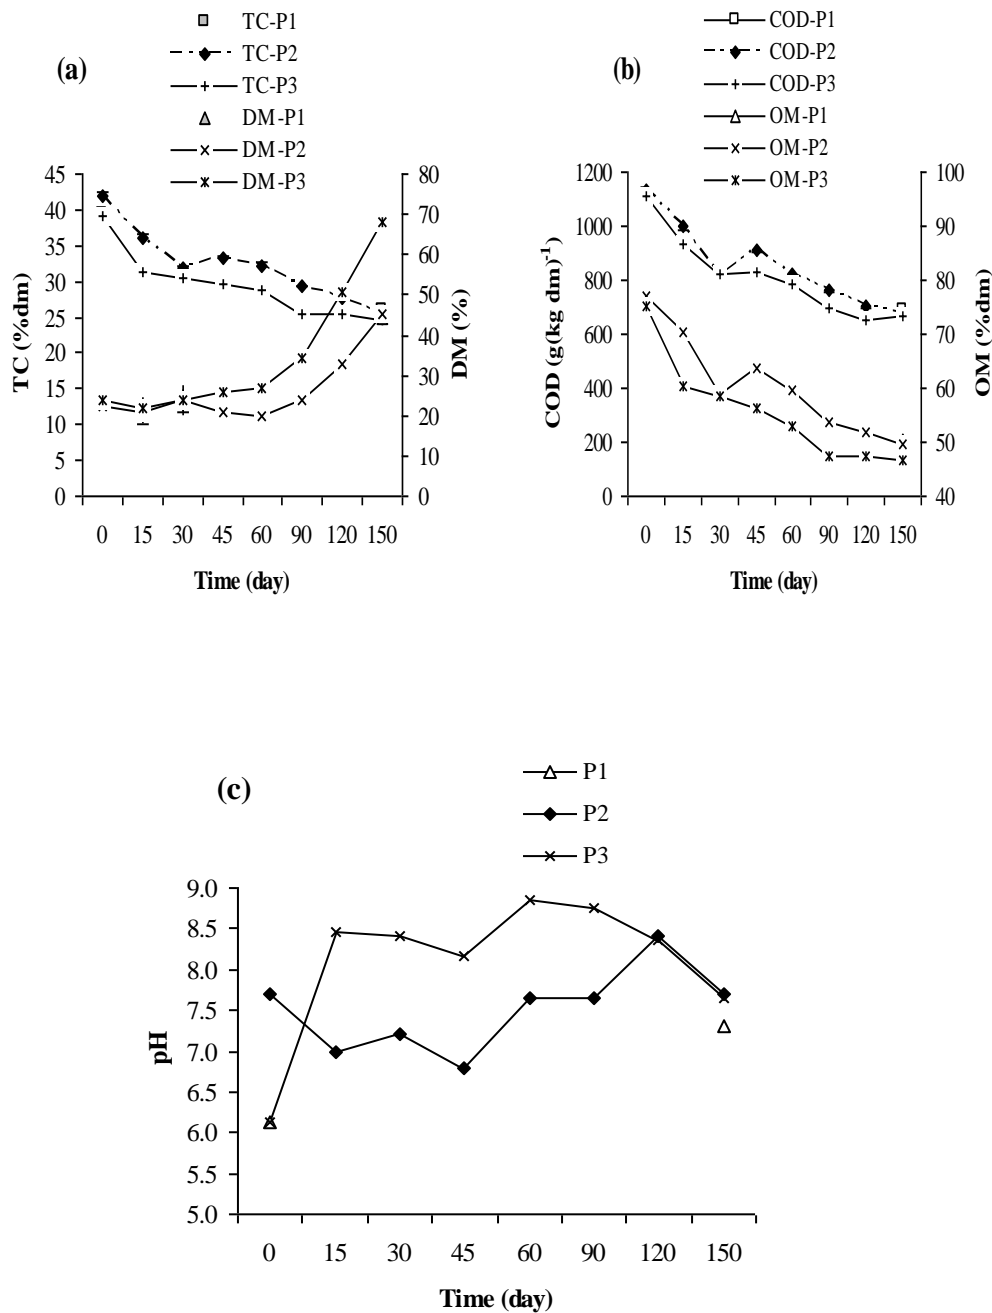 (a)
TC-P1
TC-P2
TC-P3
DM-P1
DM-P2
DM-P3
45
40
35
30
25
20
15
10
5
0
TC (%dm)
80
70
60
50
40
30
20
10
0
DM (%)
0 15 30 45 60 90 120 150
Time (day)
(b)
COD-P1
COD-P2
COD-P3
OM-P1
OM-P2
OM-P3
1200
1000
800
600
400
200
0
COD (g(kg dm)-1)
100
90
80
70
60
50
40
OM (%dm)
0 15 30 45 60 90 120 150
Time (day)
(c)
P1
P2
P3
9.0
8.5
8.0
7.5
7.0
6.5
6.0
5.5
5.0
pH
0 15 30 45 60 90 120 150
Time (day)